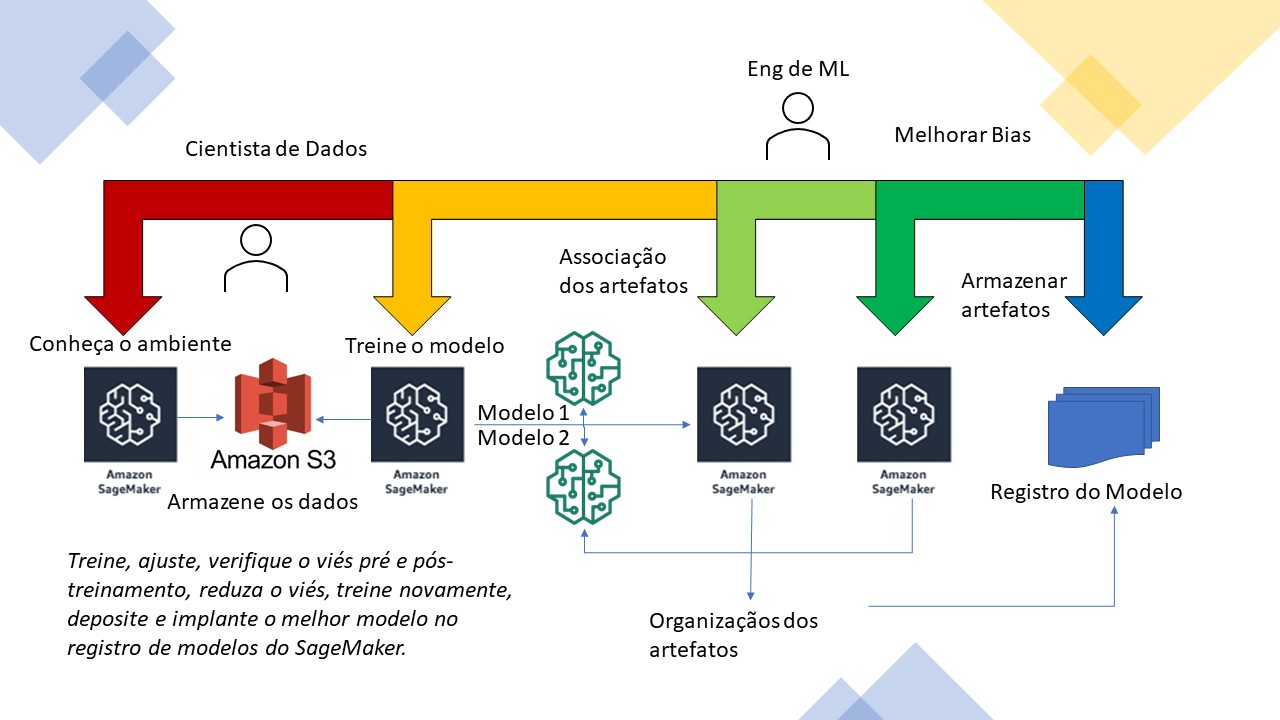 Eng de ML
Melhorar Bias
Cientista de Dados
Associação
dos artefatos
Armazenar
artefatos
Conheça o ambiente
Treine o modelo
Modelo 1
Modelo 2
Amazon S3
Amazon
SageMaker
Amazon
SageMaker
Amazon
SageMaker
Amazon
SageMaker
Armazene os dados
Registro do Modelo
Treine, ajuste, verifique o viés pré e pós-
treinamento, reduza o viés, treine novamente,
deposite e implante o melhor modelo no
registro de modelos do SageMaker.
Organizaçãos dos
artefatos